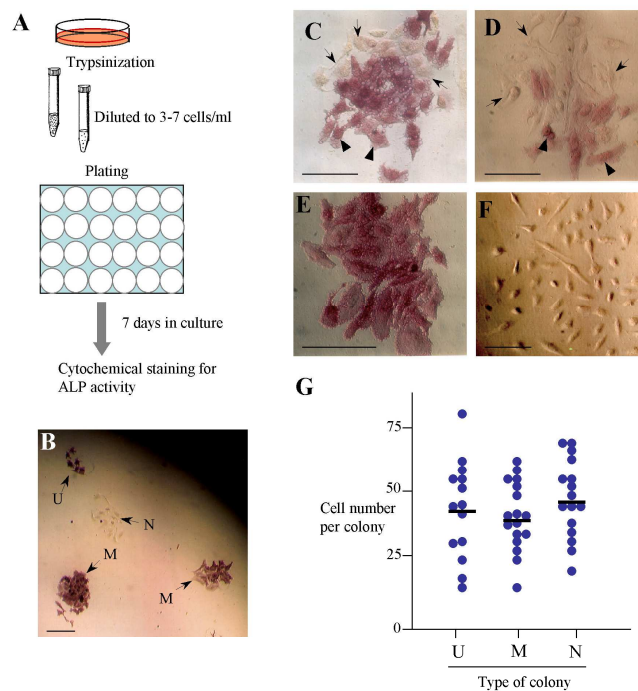 A
Trypsinization
Diluted to 3-7 cells/ml
Plating
7 days in culture
Cytochemical staining for
ALP activity
B
U
N
M
M
C
D
E
F
G
75
50
25
0
Cell number
per colony
U
M
N
Type of colony